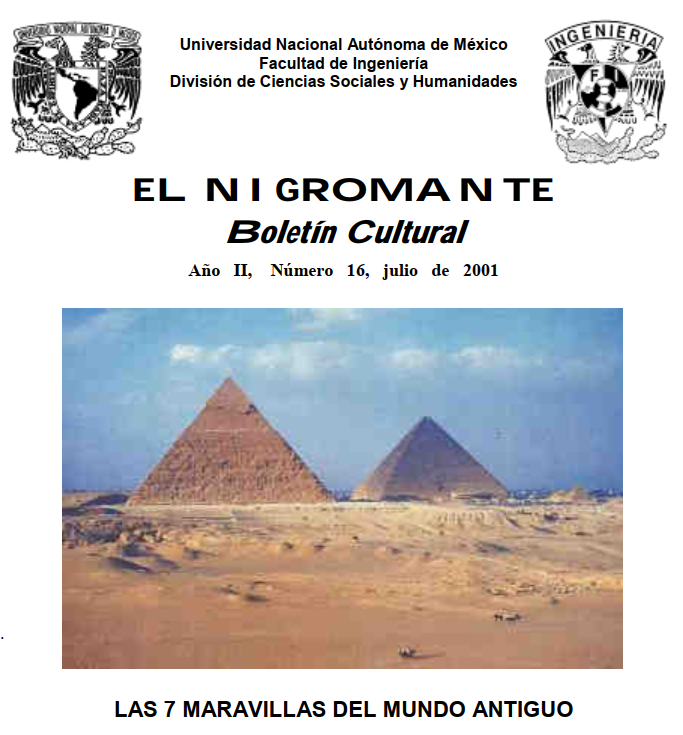 Universidad Nacional Autónoma de México
Facultad de Ingeniería
División de Ciencias Sociales y Humanidades
INGENIERIA
EL NIGROMANTE
Boletín Cultural
Año II, Número 16, julio de 2001
.
LAS 7 MARAVILLAS DEL MUNDO ANTIGUO